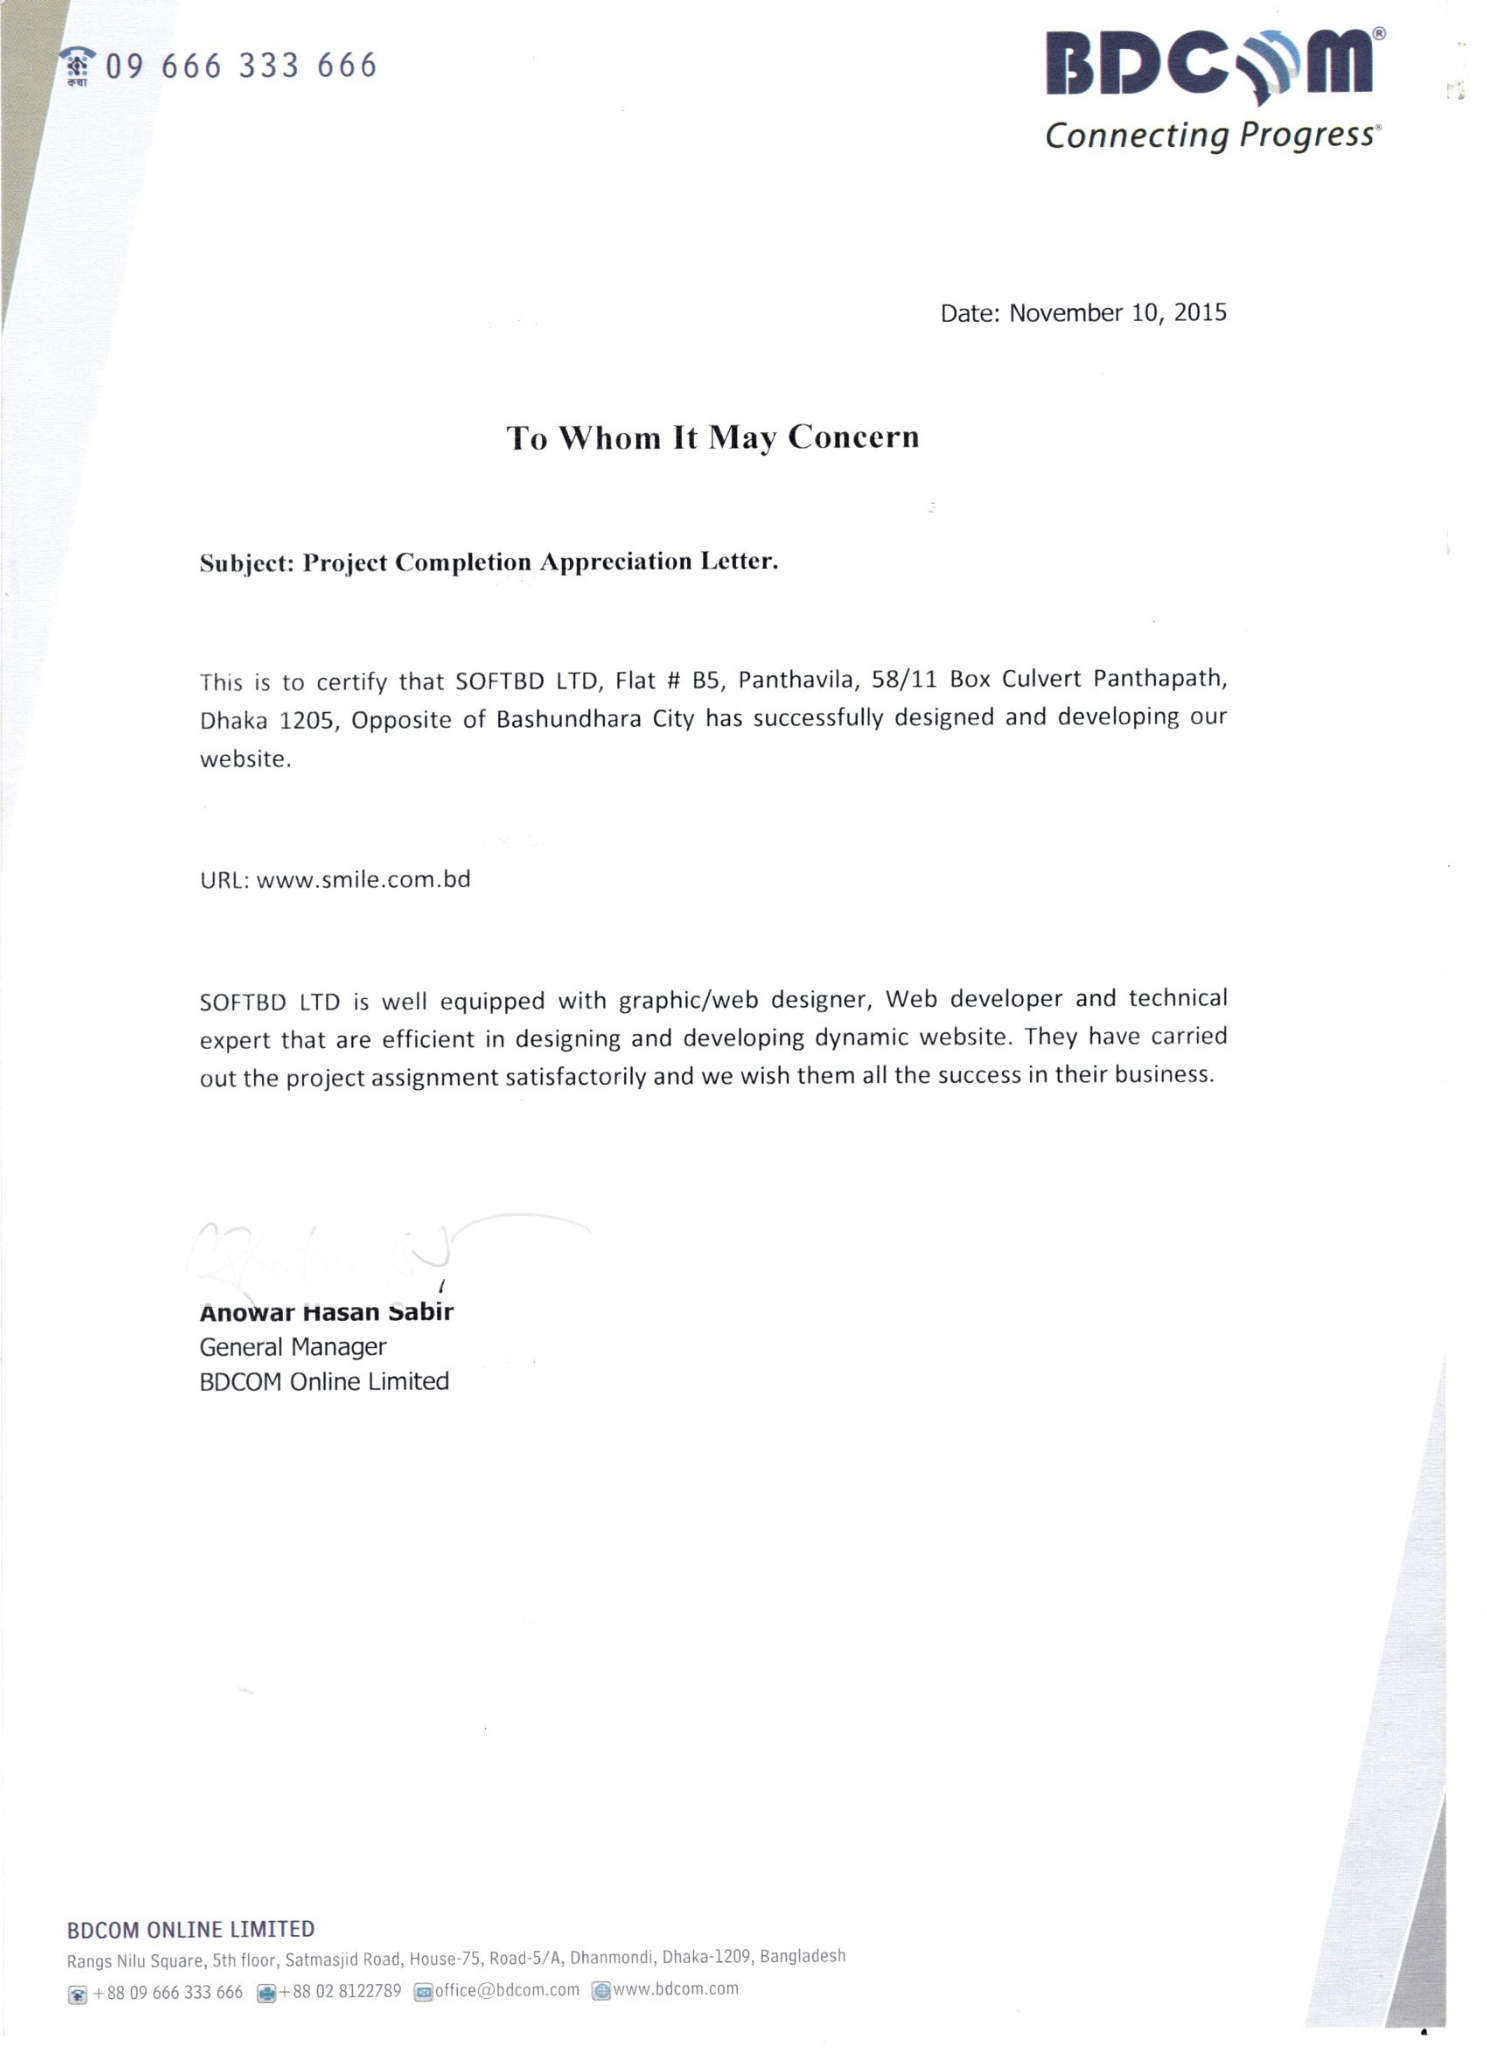 কথা 09 666 333 666
BDCOM®
Connecting Progress®
Date: November 10, 2015
To Whom It May Concern
Subject: Project Completion Appreciation Letter.
This is to certify that SOFTBD LTD, Flat # B5, Panthavila, 58/11 Box Culvert Panthapath,
Dhaka 1205, Opposite of Bashundhara City has successfully designed and developing our
website.
URL: www.smile.com.bd
SOFTBD LTD is well equipped with graphic/web designer, Web developer and technical
expert that are efficient in designing and developing dynamic website. They have carried
out the project assignment satisfactorily and we wish them all the success in their business.
Anowar Hasan Sabir
General Manager
BDCOM Online Limited
BDCOM ONLINE LIMITED
Rangs Nilu Square, 5th floor, Satmasjid Road, House-75, Road-5/A, Dhanmondi, Dhaka-1209, Bangladesh
+88 09 666 333 666 +88 02 8122789 office@bdcom.com www.bdcom.com